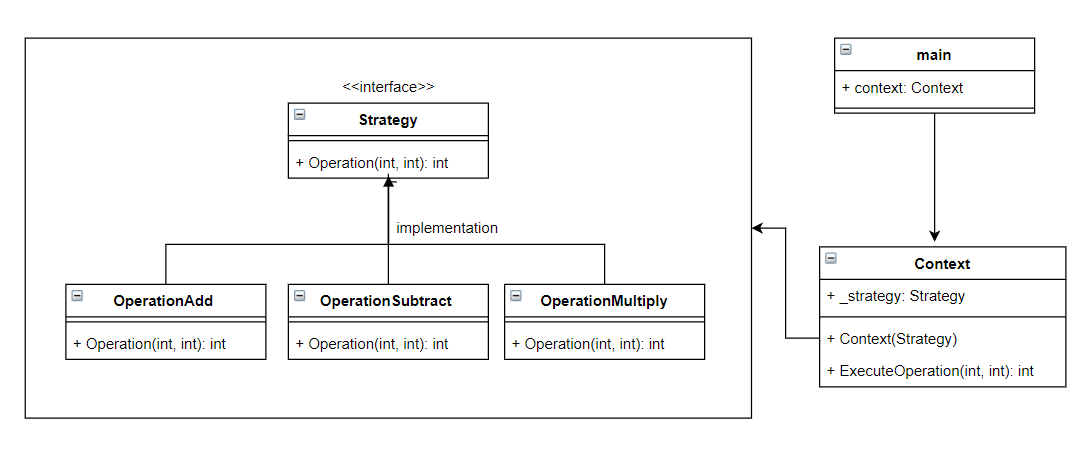 <<interface>>
Strategy
+ Operation(int, int): int
implementation
OperationAdd
+ Operation(int, int): int
OperationSubtract
+ Operation(int, int): int
OperationMultiply
+ Operation(int, int): int
main
+ context: Context
Context
+ _strategy: Strategy
+ Context(Strategy)
+ ExecuteOperation(int, int): int